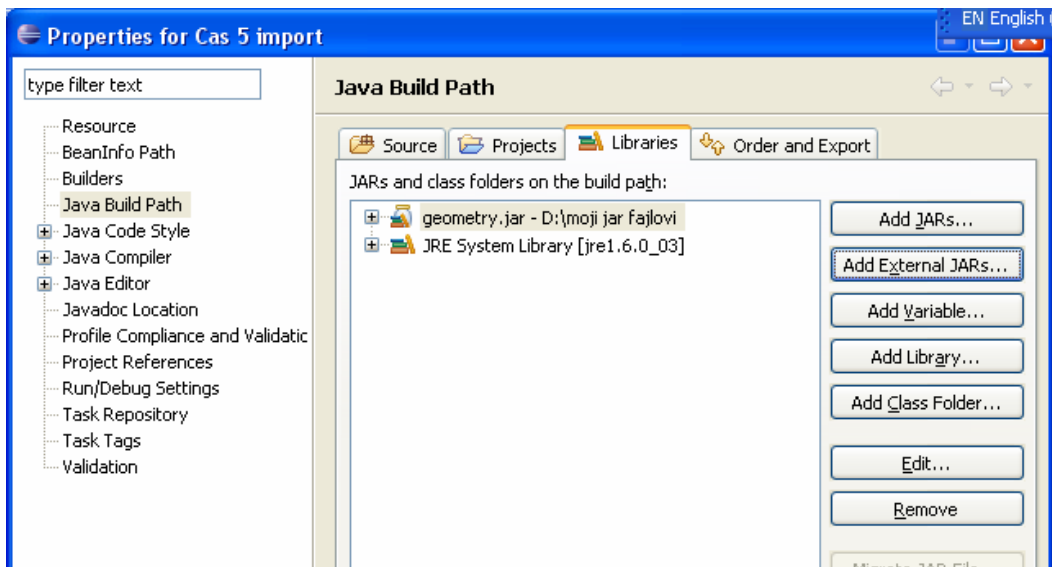 EN English
Properties for Cas 5 import
type filter text
Resource
BeanInfo Path
Builders
Java Build Path
Java Code Style
Java Compiler
Java Editor
Javadoc Location
Profile Compliance and Validatic
Project References
Run/Debug Settings
Task Repository
Task Tags
Validation
Java Build Path
Source
Projects
Libraries
Order and Export
JARs and class folders on the build path:
geometry.jar - D:\moji jar fajlovi
JRE System Library [jre1.6.0_03]
Add JARs...
Add External JARs...
Add Variable...
Add Library...
Add Class Folder...
Edit...
Remove
Migrate JAR File...